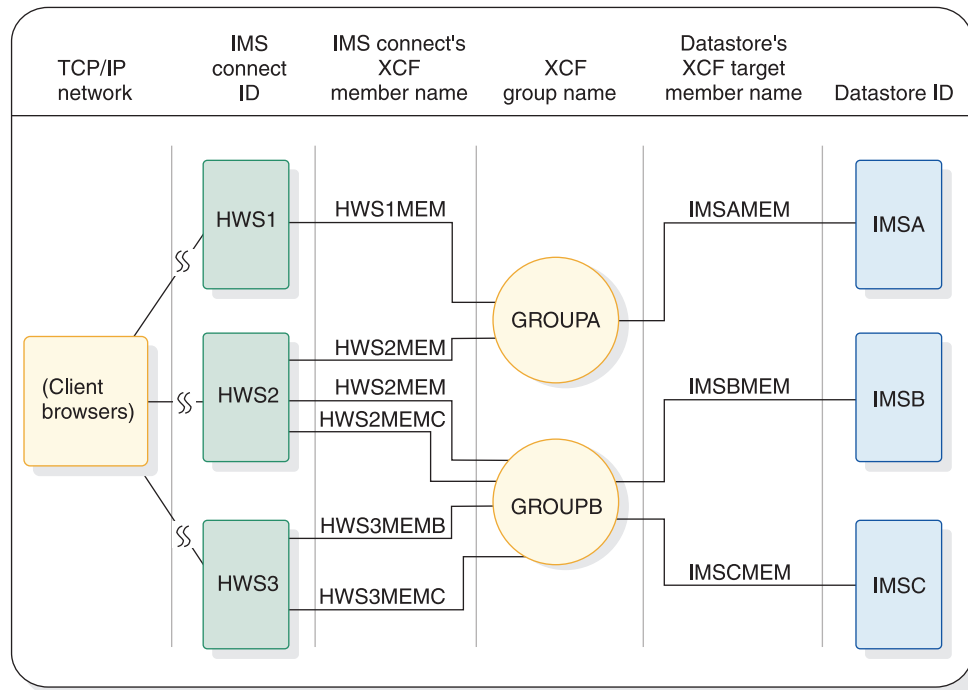 TCP/IP
network
IMS
connect
ID
IMS connect's
XCF
member name
XCF
group name
Datastore's
XCF target
member name
Datastore ID
HWS1
HWS1MEM
IMSAMEM
IMSA
GROUPA
(Client
browsers)
HWS2
HWS2MEM
HWS2MEM
HWS2MEMC
IMSBMEM
IMSB
GROUPB
HWS3
HWS3MEMB
HWS3MEMC
IMSCMEM
IMSC